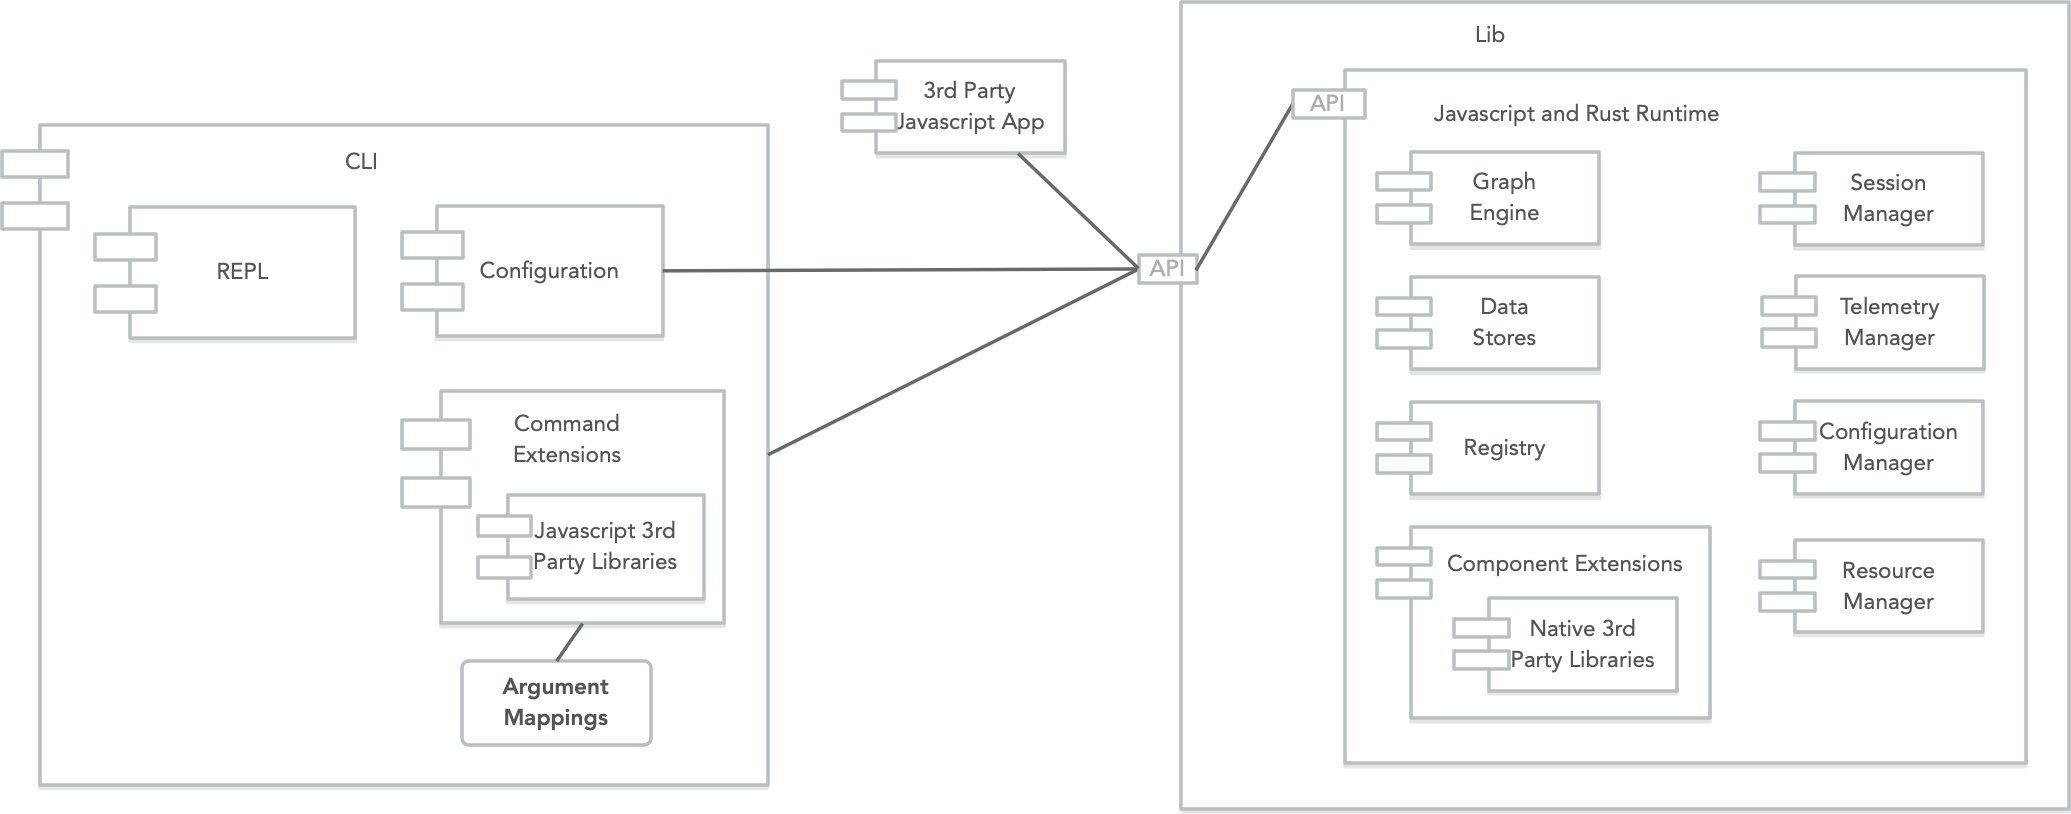 CLI
REPL
Configuration
Command
Extensions
Javascript 3rd
Party Libraries
Argument
Mappings
3rd Party
Javascript App
API
Lib
API
Javascript and Rust Runtime
Graph
Engine
Session
Manager
Data
Stores
Telemetry
Manager
Registry
Configuration
Manager
Component Extensions
Native 3rd
Party Libraries
Resource
Manager